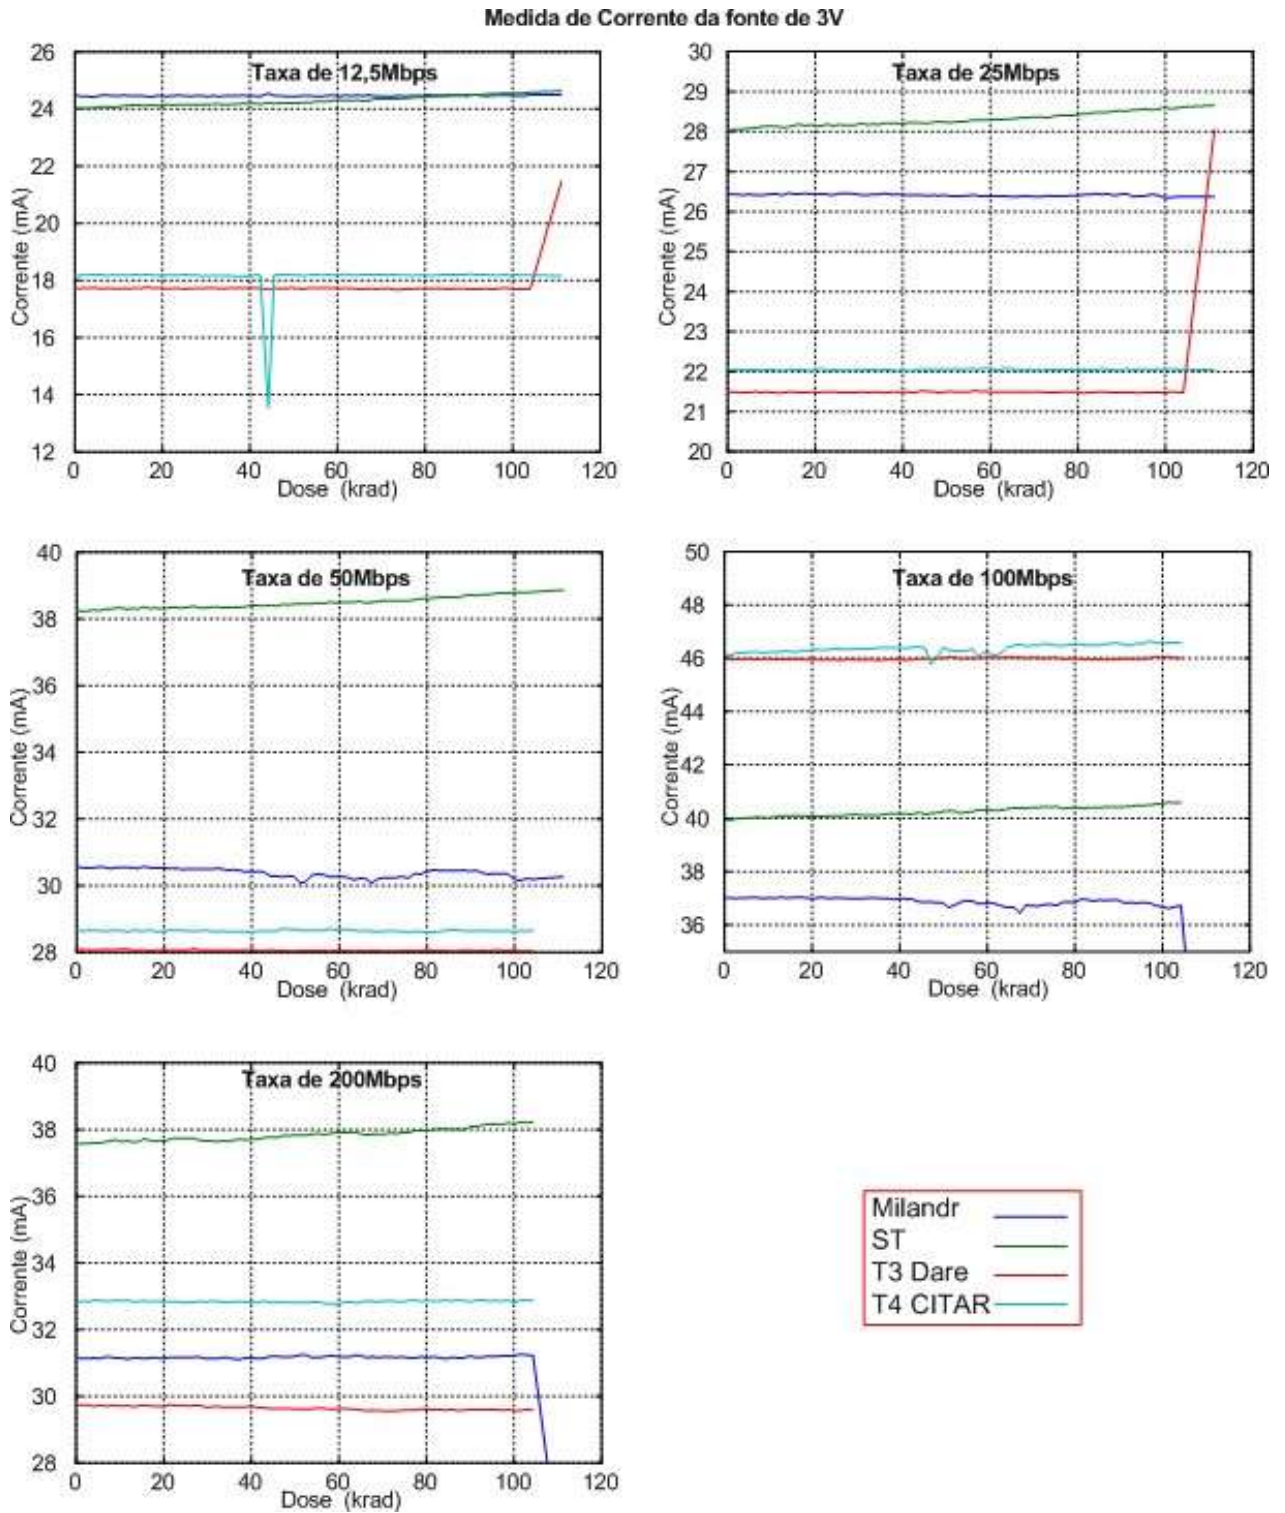 Medida de Corrente da fonte de 3V
Taxa de 12,5Mbps
26
24
22
20
18
16
14
12
Corrente (mA)
0 20 40 60 80 100 120
Dose (krad)
Taxa de 25Mbps
30
29
28
27
26
25
24
23
22
21
20
Corrente (mA)
0 20 40 60 80 100 120
Dose (krad)
Taxa de 50Mbps
40
38
36
34
32
30
28
Corrente (mA)
0 20 40 60 80 100 120
Dose (krad)
Taxa de 100Mbps
50
48
46
44
42
40
38
36
Corrente (mA)
0 20 40 60 80 100 120
Dose (krad)
Taxa de 200Mbps
40
38
36
34
32
30
28
Corrente (mA)
0 20 40 60 80 100 120
Dose (krad)
Milandr
ST
T3 Dare
T4 CITAR